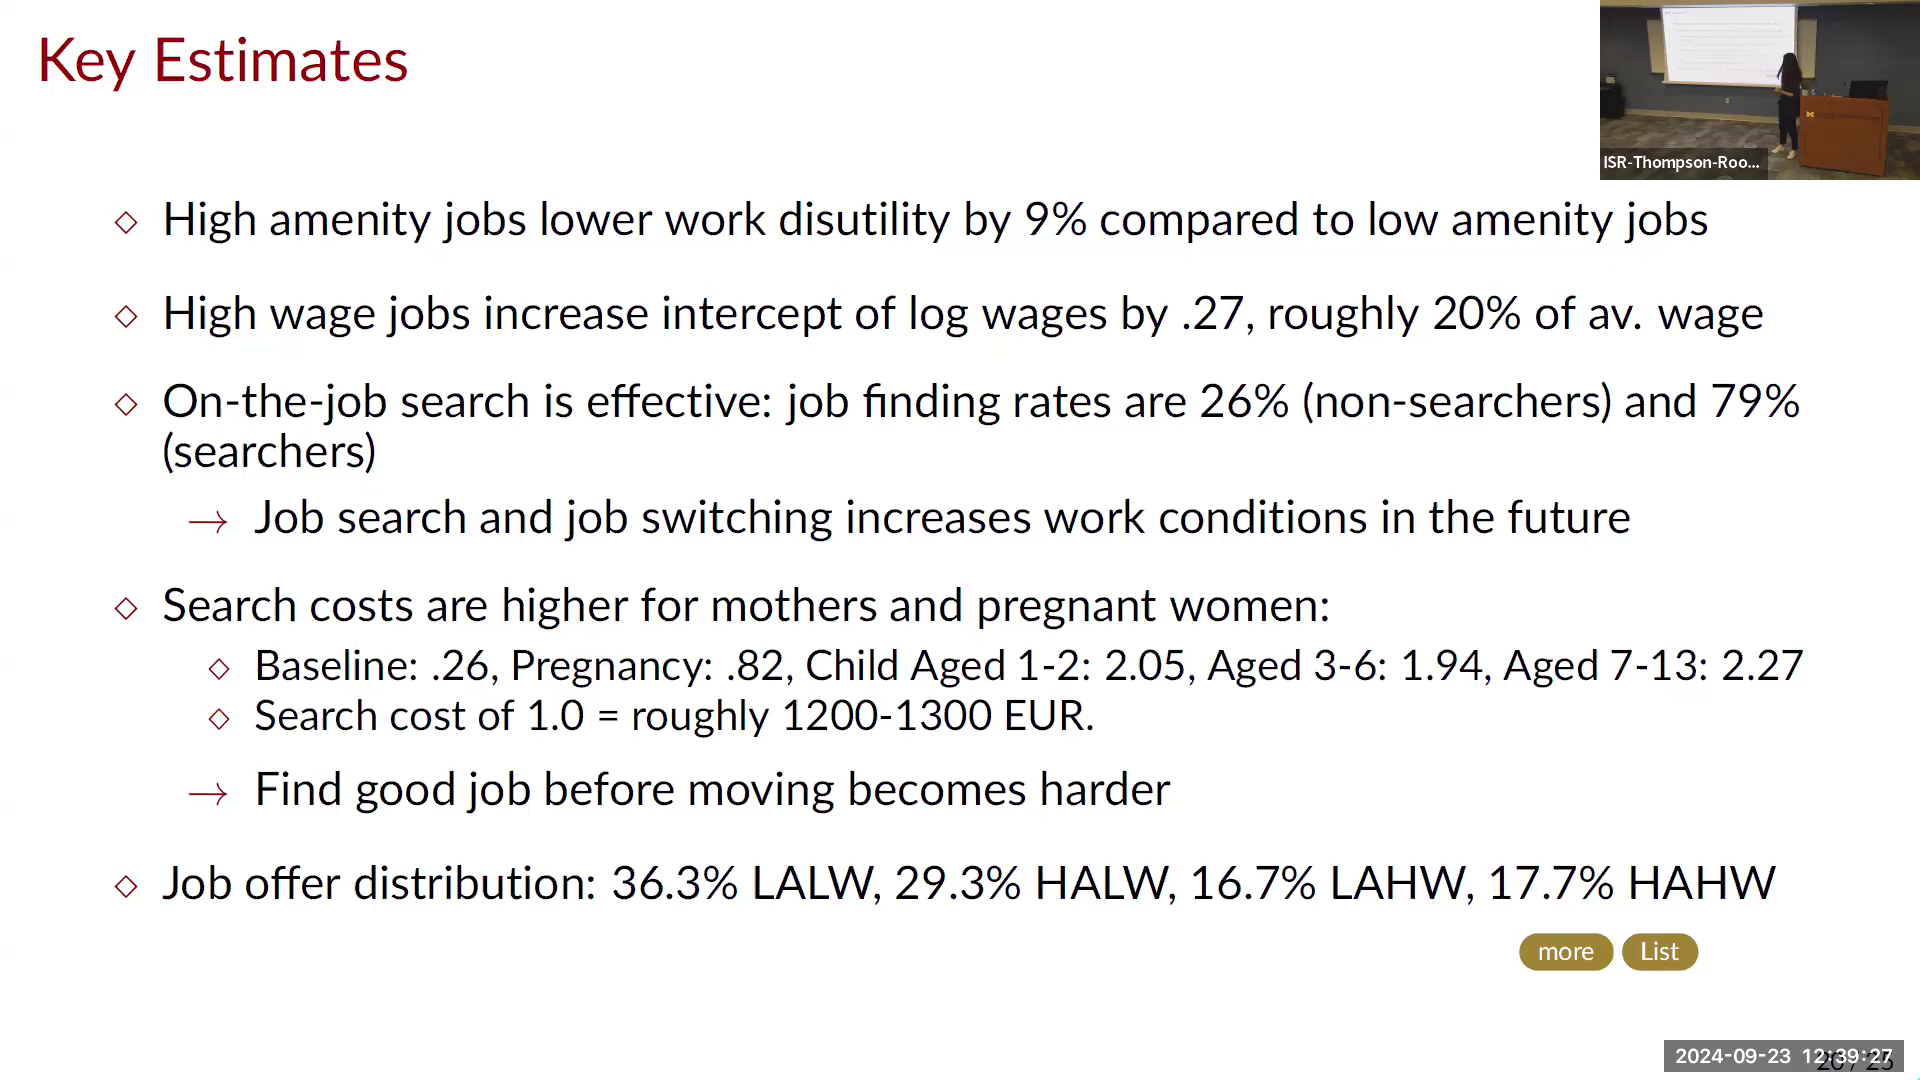 Key Estimates
ISR-Thompson-Roo...
◇ High amenity jobs lower work disutility by 9% compared to low amenity jobs
◇ High wage jobs increase intercept of log wages by .27, roughly 20% of av. wage
◇ On-the-job search is effective: job finding rates are 26% (non-searchers) and 79%
(searchers)
→ Job search and job switching increases work conditions in the future
◇ Search costs are higher for mothers and pregnant women:
◇ Baseline: .26, Pregnancy: .82, Child Aged 1-2: 2.05, Aged 3-6: 1.94, Aged 7-13: 2.27
◇ Search cost of 1.0 = roughly 1200-1300 EUR.
→ Find good job before moving becomes harder
◇ Job offer distribution: 36.3% LALW, 29.3% HALW, 16.7% LAHW, 17.7% HAHW
more List
2024-09-23 12:39:27